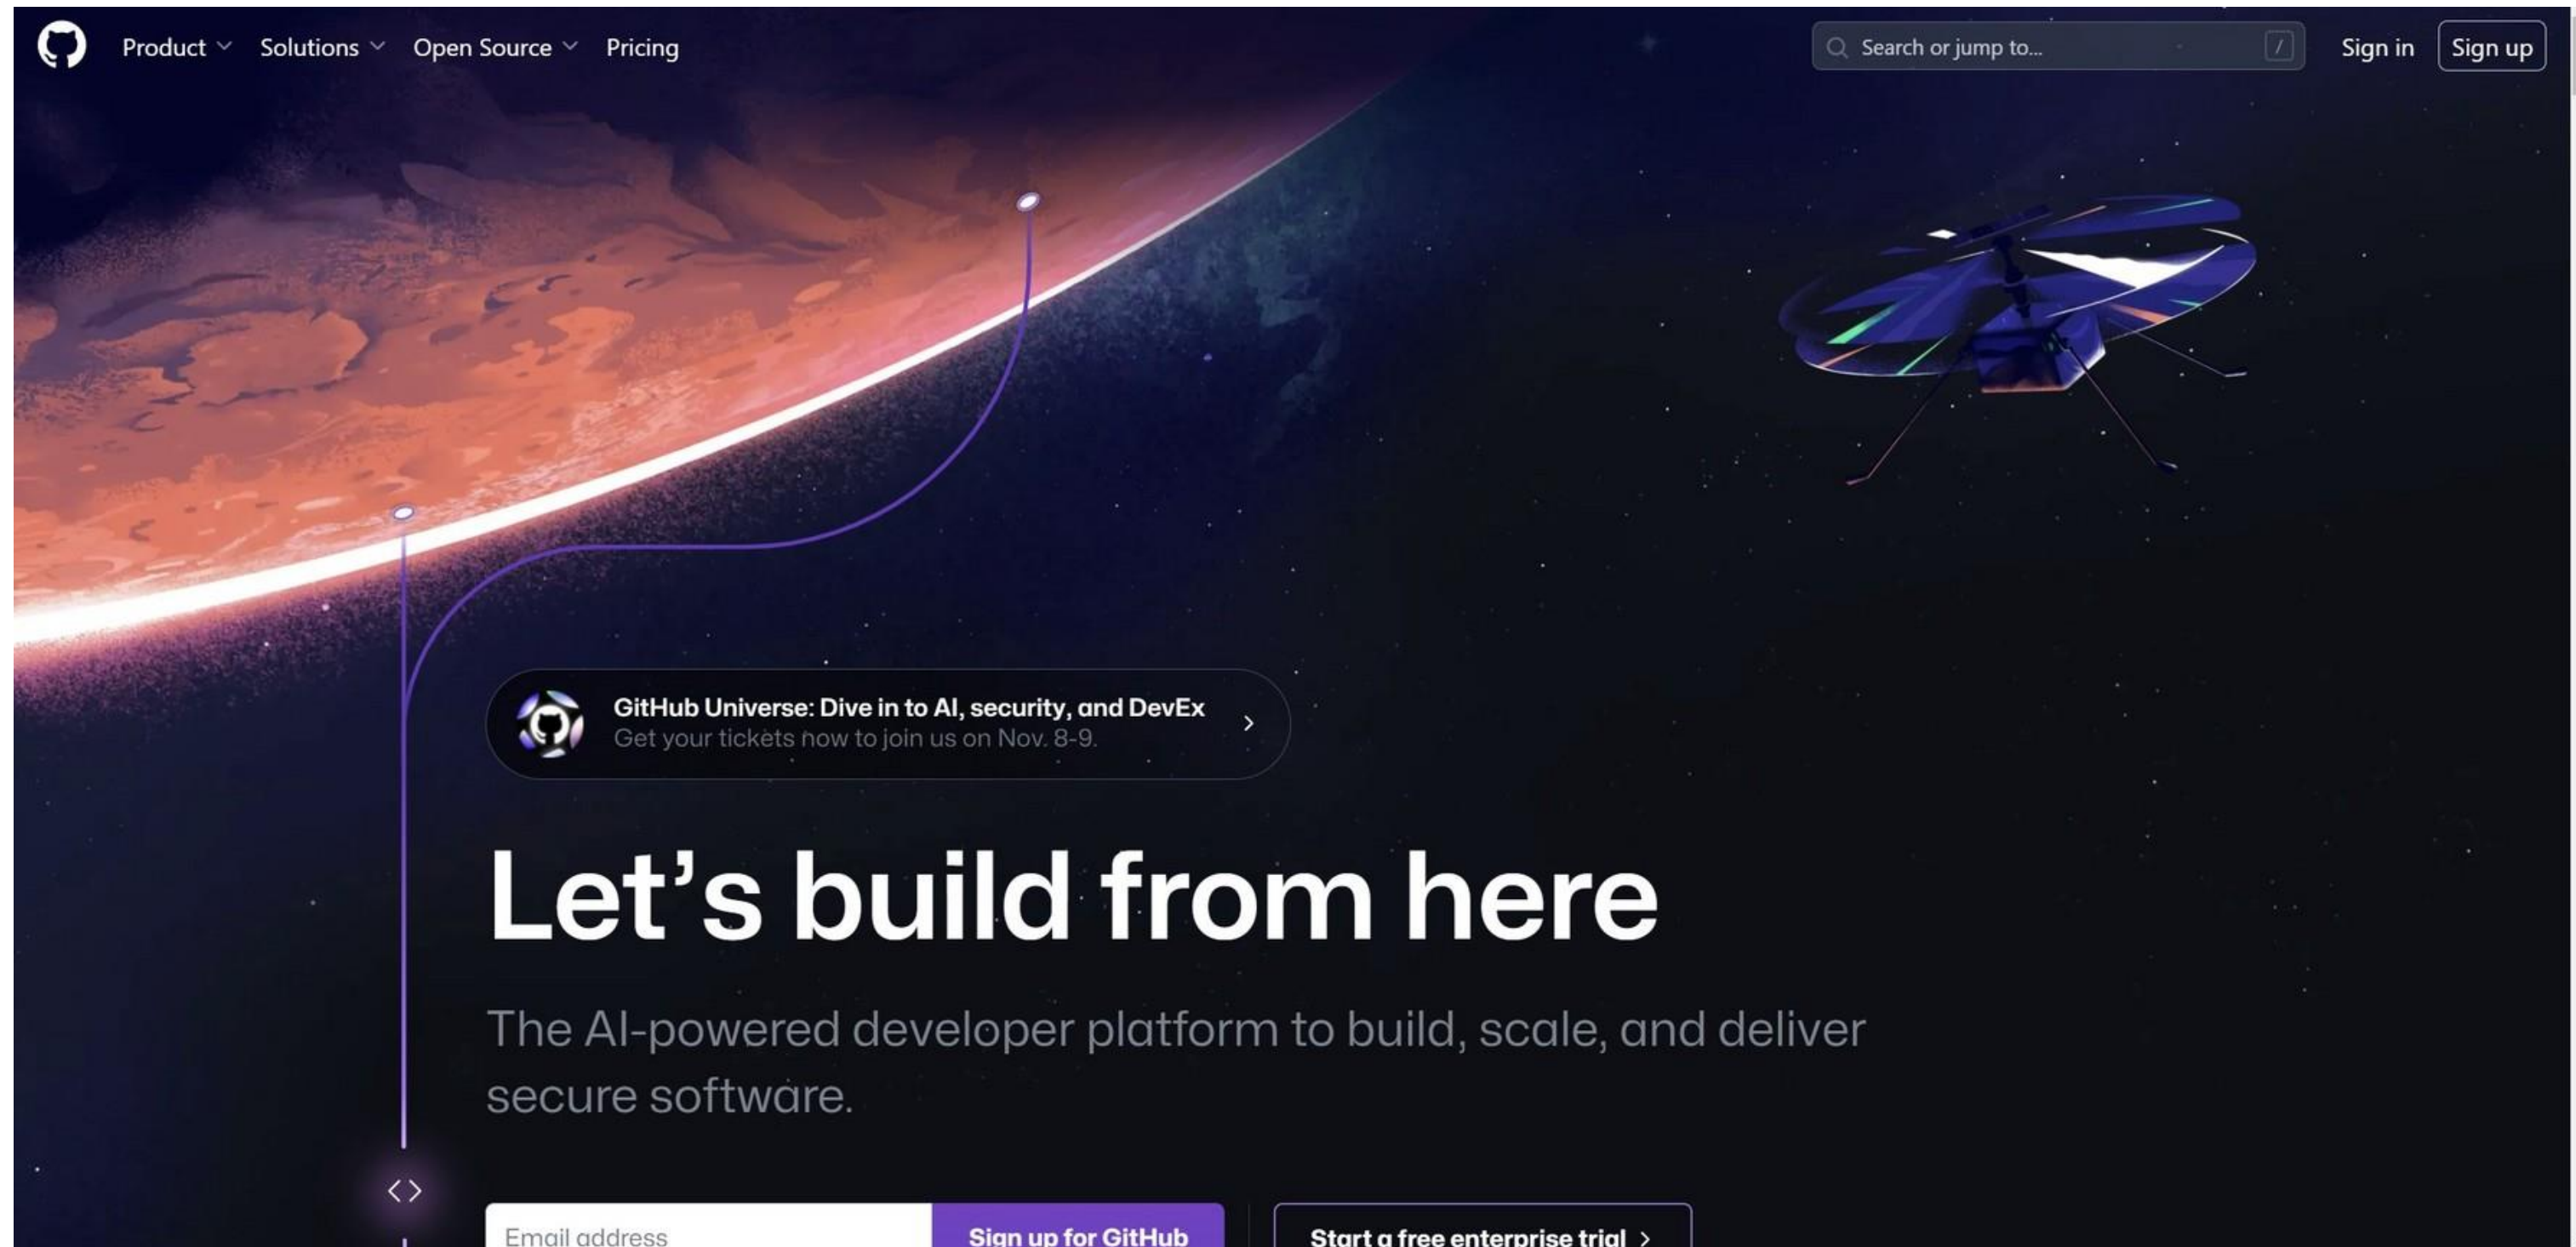 Product
Solutions
Open Source
Pricing
Search or jump to...
/
Sign in
Sign up
GitHub Universe: Dive in to AI, security, and DevEx
Get your tickets now to join us on Nov. 8-9.
Let's build from here
The AI-powered developer platform to build, scale, and deliver
secure software.
Email address
Sign up for GitHub
Start a free enterprise trial